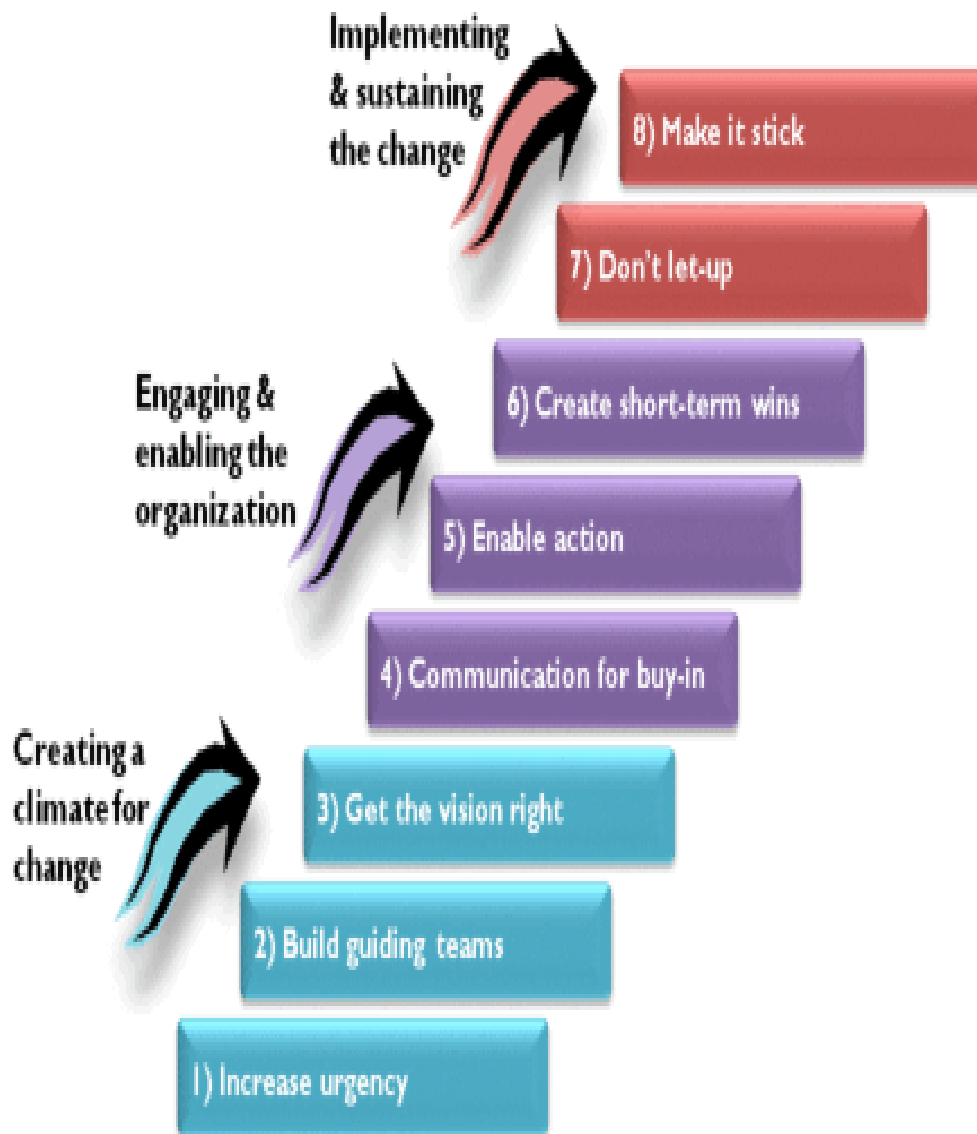 Implementing
& sustaining
the change
8) Make it stick
7) Don't let-up
Engaging &
enabling the
organization
6) Create short-term wins
5) Enable action
4) Communication for buy-in
Creating a
climate for
change
3) Get the vision right
2) Build guiding teams
1) Increase urgency